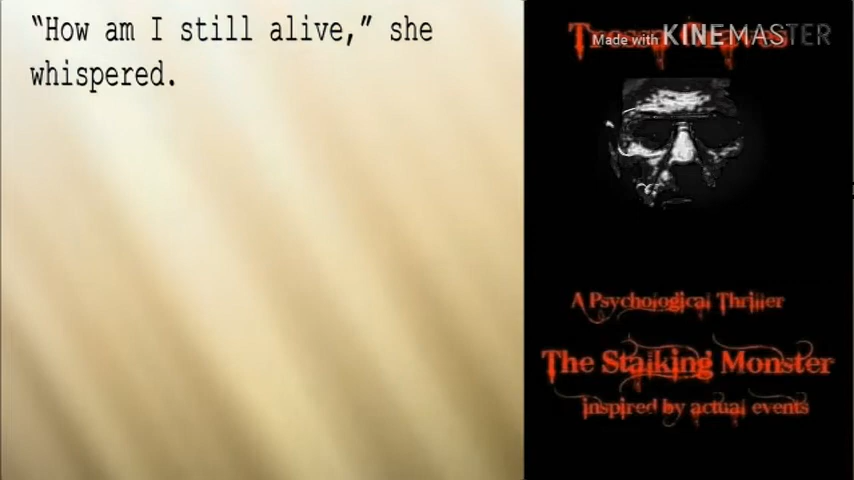 “How am I still alive,” she
whispered.
Made with KINEMASTER
A Psychological Thriller
The Stalking Monster
inspired by actual events